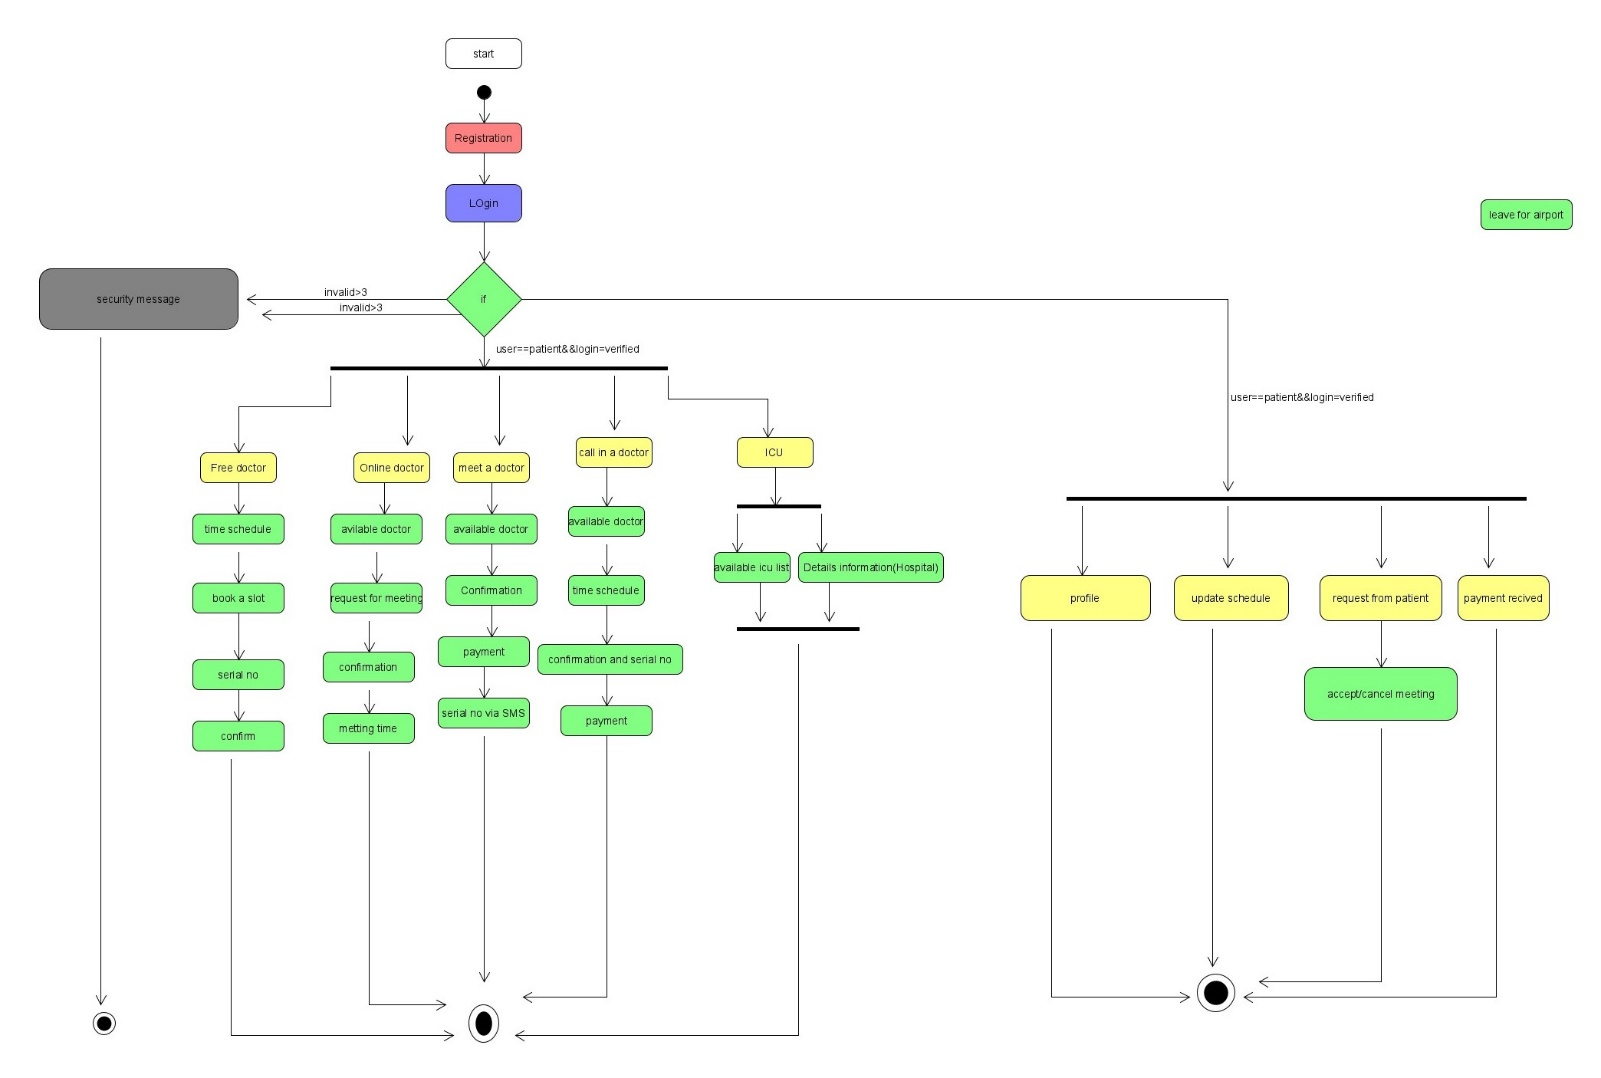 start
Registration
LOgin
leave for airport
security message
invalid>3
invalid>3
if
user==patient&&login=verified
user==patient&&login=verified
Free doctor
Online doctor
meet a doctor
call in a doctor
ICU
time schedule
avilable doctor
available doctor
available doctor
available icu list
Details information(Hospital)
book a slot
request for meeting
Confirmation
time schedule
profile
update schedule
request from patient
payment recived
serial no
confirmation
payment
confirmation and serial no
accept/cancel meeting
confirm
metting time
serial no via SMS
payment